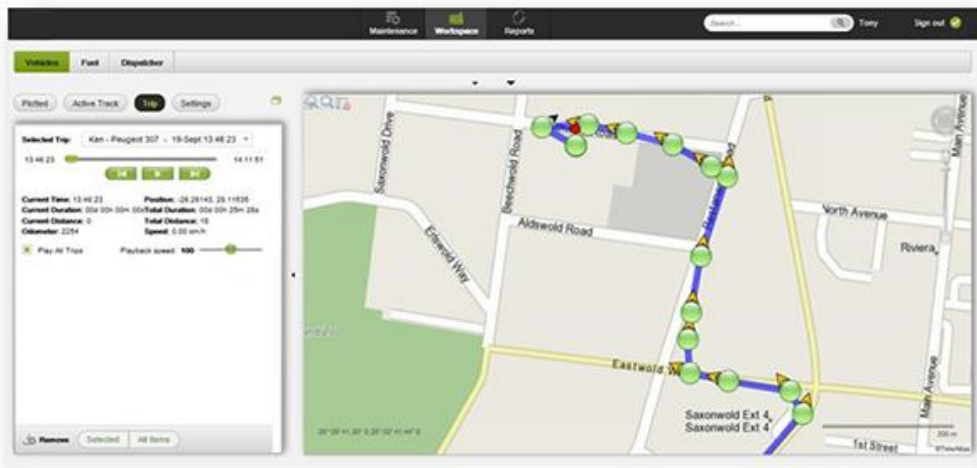 Maintenance Workspace Reports
Search... Tony Sign out
Vehicles Fuel Dispatcher
Plotted Active Track Trip Settings
Selected Trip: Ken - Peugeot 307 - 19-Sept 13:46:23
13:46:23 14:11:51
Current Time: 13:46:23 Position: -26.26143, 28.11535
Current Duration: 00d 00h 00m 00s Total Duration: 00d 00h 25m 28s
Current Distance: 0 Total Distance: 16
Odometer: 2254 Speed: 0.00 km/h
Play All Trips Playback speed: 100
Remove Selected All Items
Saxonwold Drive
Beechwold Road
Erlswold Way
Aldswold Road
Road
North Avenue
Riviera
Main Avenue
Eastwold
Saxonwold Ext 4
Saxonwold Ext 4
1st Street
Main Avenue
200 m